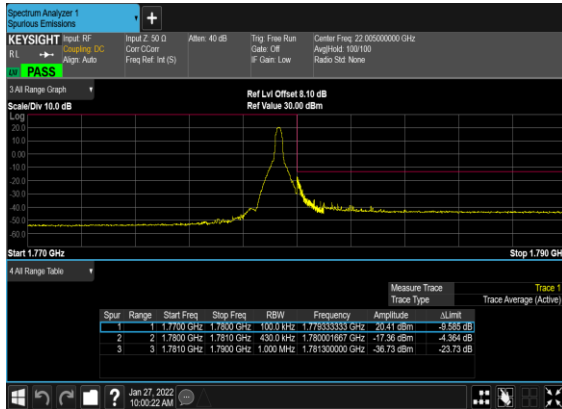 Spectrum Analyzer 1
Spurious Emissions
+
KEYSIGHT Input: RF Input Z: 50 Ω Atten: 40 dB Trig: Free Run Center Freq: 22.005000000 GHz
RL Coupling: DC Corr CCorr Gate: Off Avg|Hold: 100/100
Align: Auto Freq Ref: Int (S) IF Gain: Low Radio Std: None
LV PASS
3 All Range Graph
Ref Lvl Offset 8.10 dB
Scale/Div 10.0 dB Ref Value 30.00 dBm
Log
20.0
10.0
0.00
-10.0
-20.0
-30.0
-40.0
-50.0
-60.0
Start 1.770 GHz Stop 1.790 GH
4 All Range Table
Measure Trace Trace 1
Trace Type Trace Average (Active)
Spur Range Start Freq Stop Freq RBW Frequency Amplitude ΔLimit
1 1 1.7700 GHz 1.7800 GHz 100.0 kHz 1.779333333 GHz 20.41 dBm -9.585 dB
2 2 1.7800 GHz 1.7810 GHz 430.0 kHz 1.780001667 GHz -17.36 dBm -4.364 dB
3 3 1.7810 GHz 1.7900 GHz 1.000 MHz 1.781300000 GHz -36.73 dBm -23.73 dB
? Jan 27, 2022
10:00:22 AM